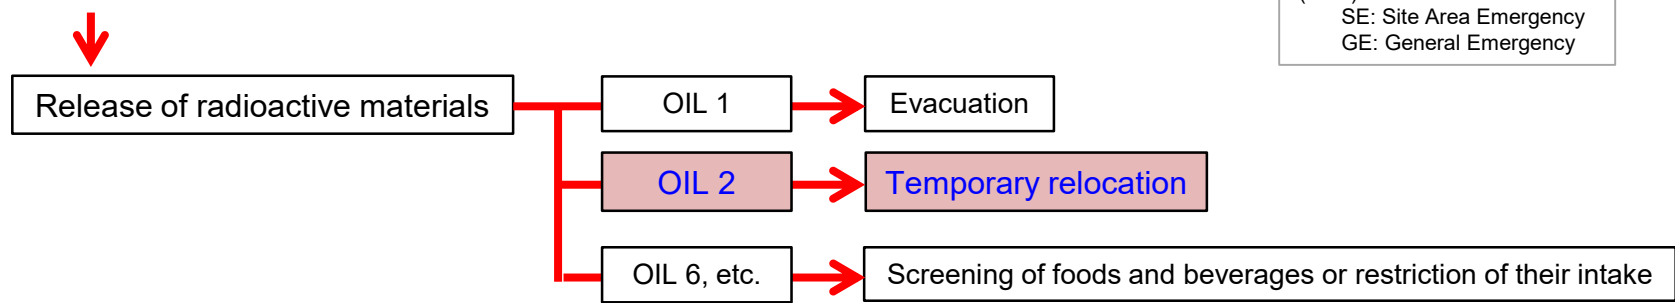 SE: Site Area Emergency
GE: General Emergency
Release of radioactive materials
OIL 1
Evacuation
OIL 2
Temporary relocation
OIL 6, etc.
Screening of foods and beverages or restriction of their intake